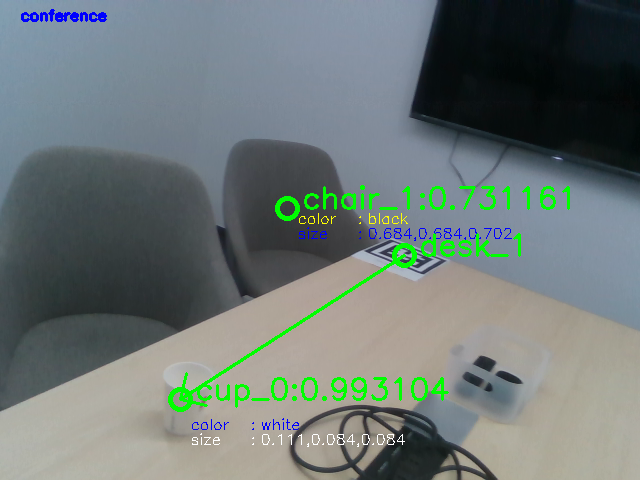 conference
chair_1:0.731161
color : black
size : 0.684,0.584,0.702
desk_1
cup_0:0.993104
color : white
size : 0.111,0.084,0.084